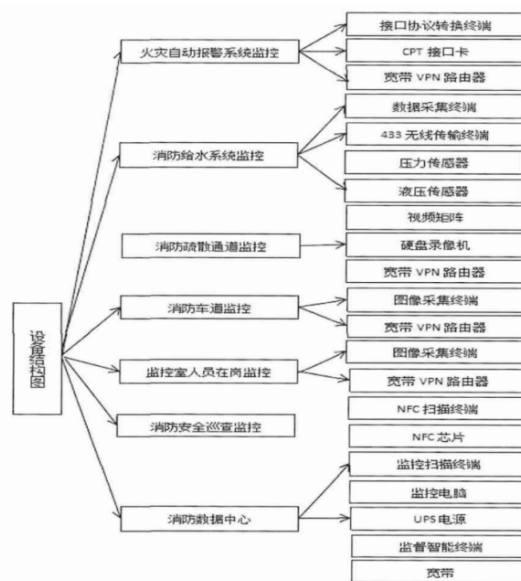 设备结构图
火灾自动报警系统监控
接口协议转换终端
CPT 接口卡
宽带 VPN 路由器
消防给水系统监控
数据采集终端
433 无线传输终端
压力传感器
液压传感器
消防疏散通道监控
视频矩阵
硬盘录像机
宽带 VPN 路由器
消防车道监控
图像采集终端
宽带 VPN 路由器
监控室人员在岗监控
图像采集终端
宽带 VPN 路由器
消防安全巡查监控
NFC 扫描终端
NFC 芯片
消防数据中心
监控扫描终端
监控电脑
UPS 电源
监督智能终端
宽带